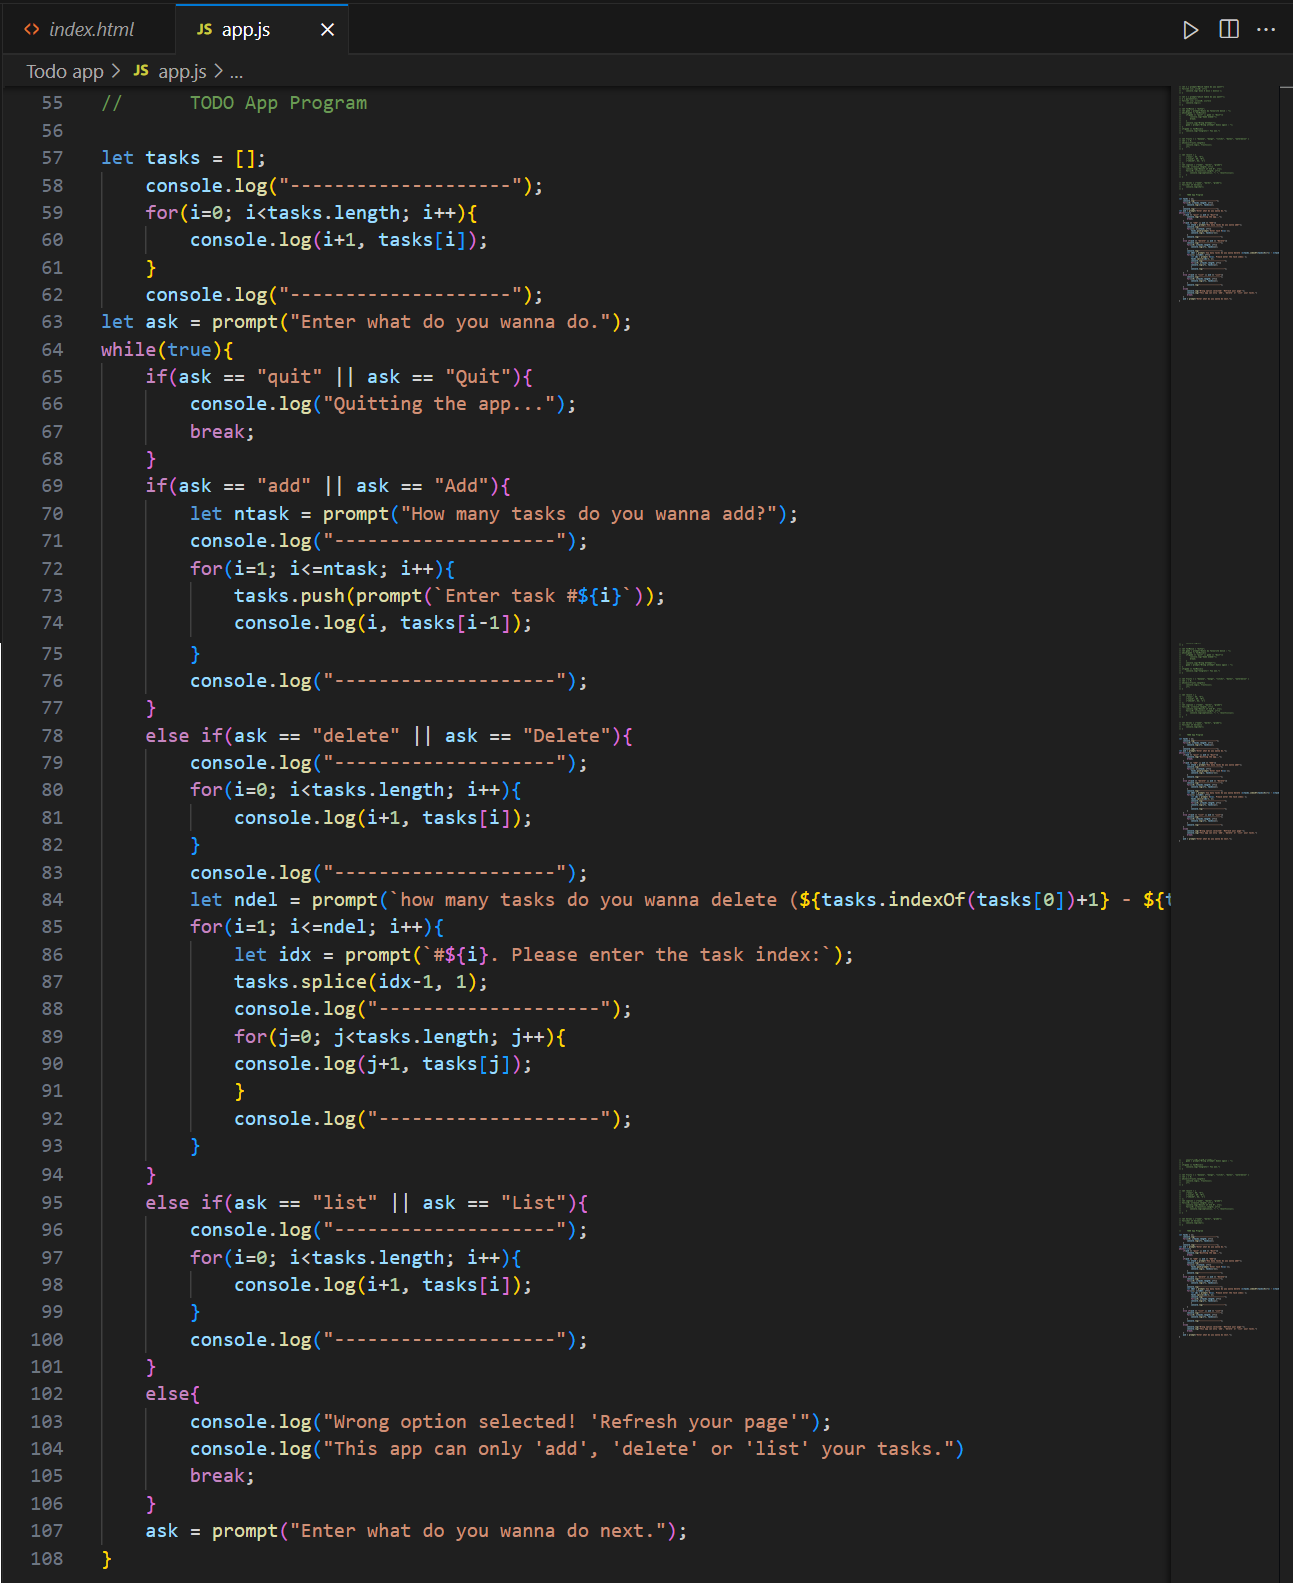 <> index.html
JS app.js ×
Todo app > JS app.js > ...
55 // TODO App Program
56
57 let tasks = [];
58 console.log("--------------------");
59 for(i=0; i<tasks.length; i++){
60 console.log(i+1, tasks[i]);
61 }
62 console.log("--------------------");
63 let ask = prompt("Enter what do you wanna do.");
64 while(true){
65 if(ask == "quit" || ask == "Quit"){
66 console.log("Quitting the app...");
67 break;
68 }
69 if(ask == "add" || ask == "Add"){
70 let ntask = prompt("How many tasks do you wanna add?");
71 console.log("--------------------");
72 for(i=1; i<=ntask; i++){
73 tasks.push(prompt(`Enter task #${i}`));
74 console.log(i, tasks[i-1]);
75 }
76 console.log("--------------------");
77 }
78 else if(ask == "delete" || ask == "Delete"){
79 console.log("--------------------");
80 for(i=0; i<tasks.length; i++){
81 console.log(i+1, tasks[i]);
82 }
83 console.log("--------------------");
84 let ndel = prompt(`how many tasks do you wanna delete (${tasks.indexOf(tasks[0])+1} - ${t
85 for(i=1; i<=ndel; i++){
86 let idx = prompt(`#${i}. Please enter the task index:`);
87 tasks.splice(idx-1, 1);
88 console.log("--------------------");
89 for(j=0; j<tasks.length; j++){
90 console.log(j+1, tasks[j]);
91 }
92 console.log("--------------------");
93 }
94 }
95 else if(ask == "list" || ask == "List"){
96 console.log("--------------------");
97 for(i=0; i<tasks.length; i++){
98 console.log(i+1, tasks[i]);
99 }
100 console.log("--------------------");
101 }
102 else{
103 console.log("Wrong option selected! 'Refresh your page'");
104 console.log("This app can only 'add', 'delete' or 'list' your tasks.")
105 break;
106 }
107 ask = prompt("Enter what do you wanna do next.");
108 }